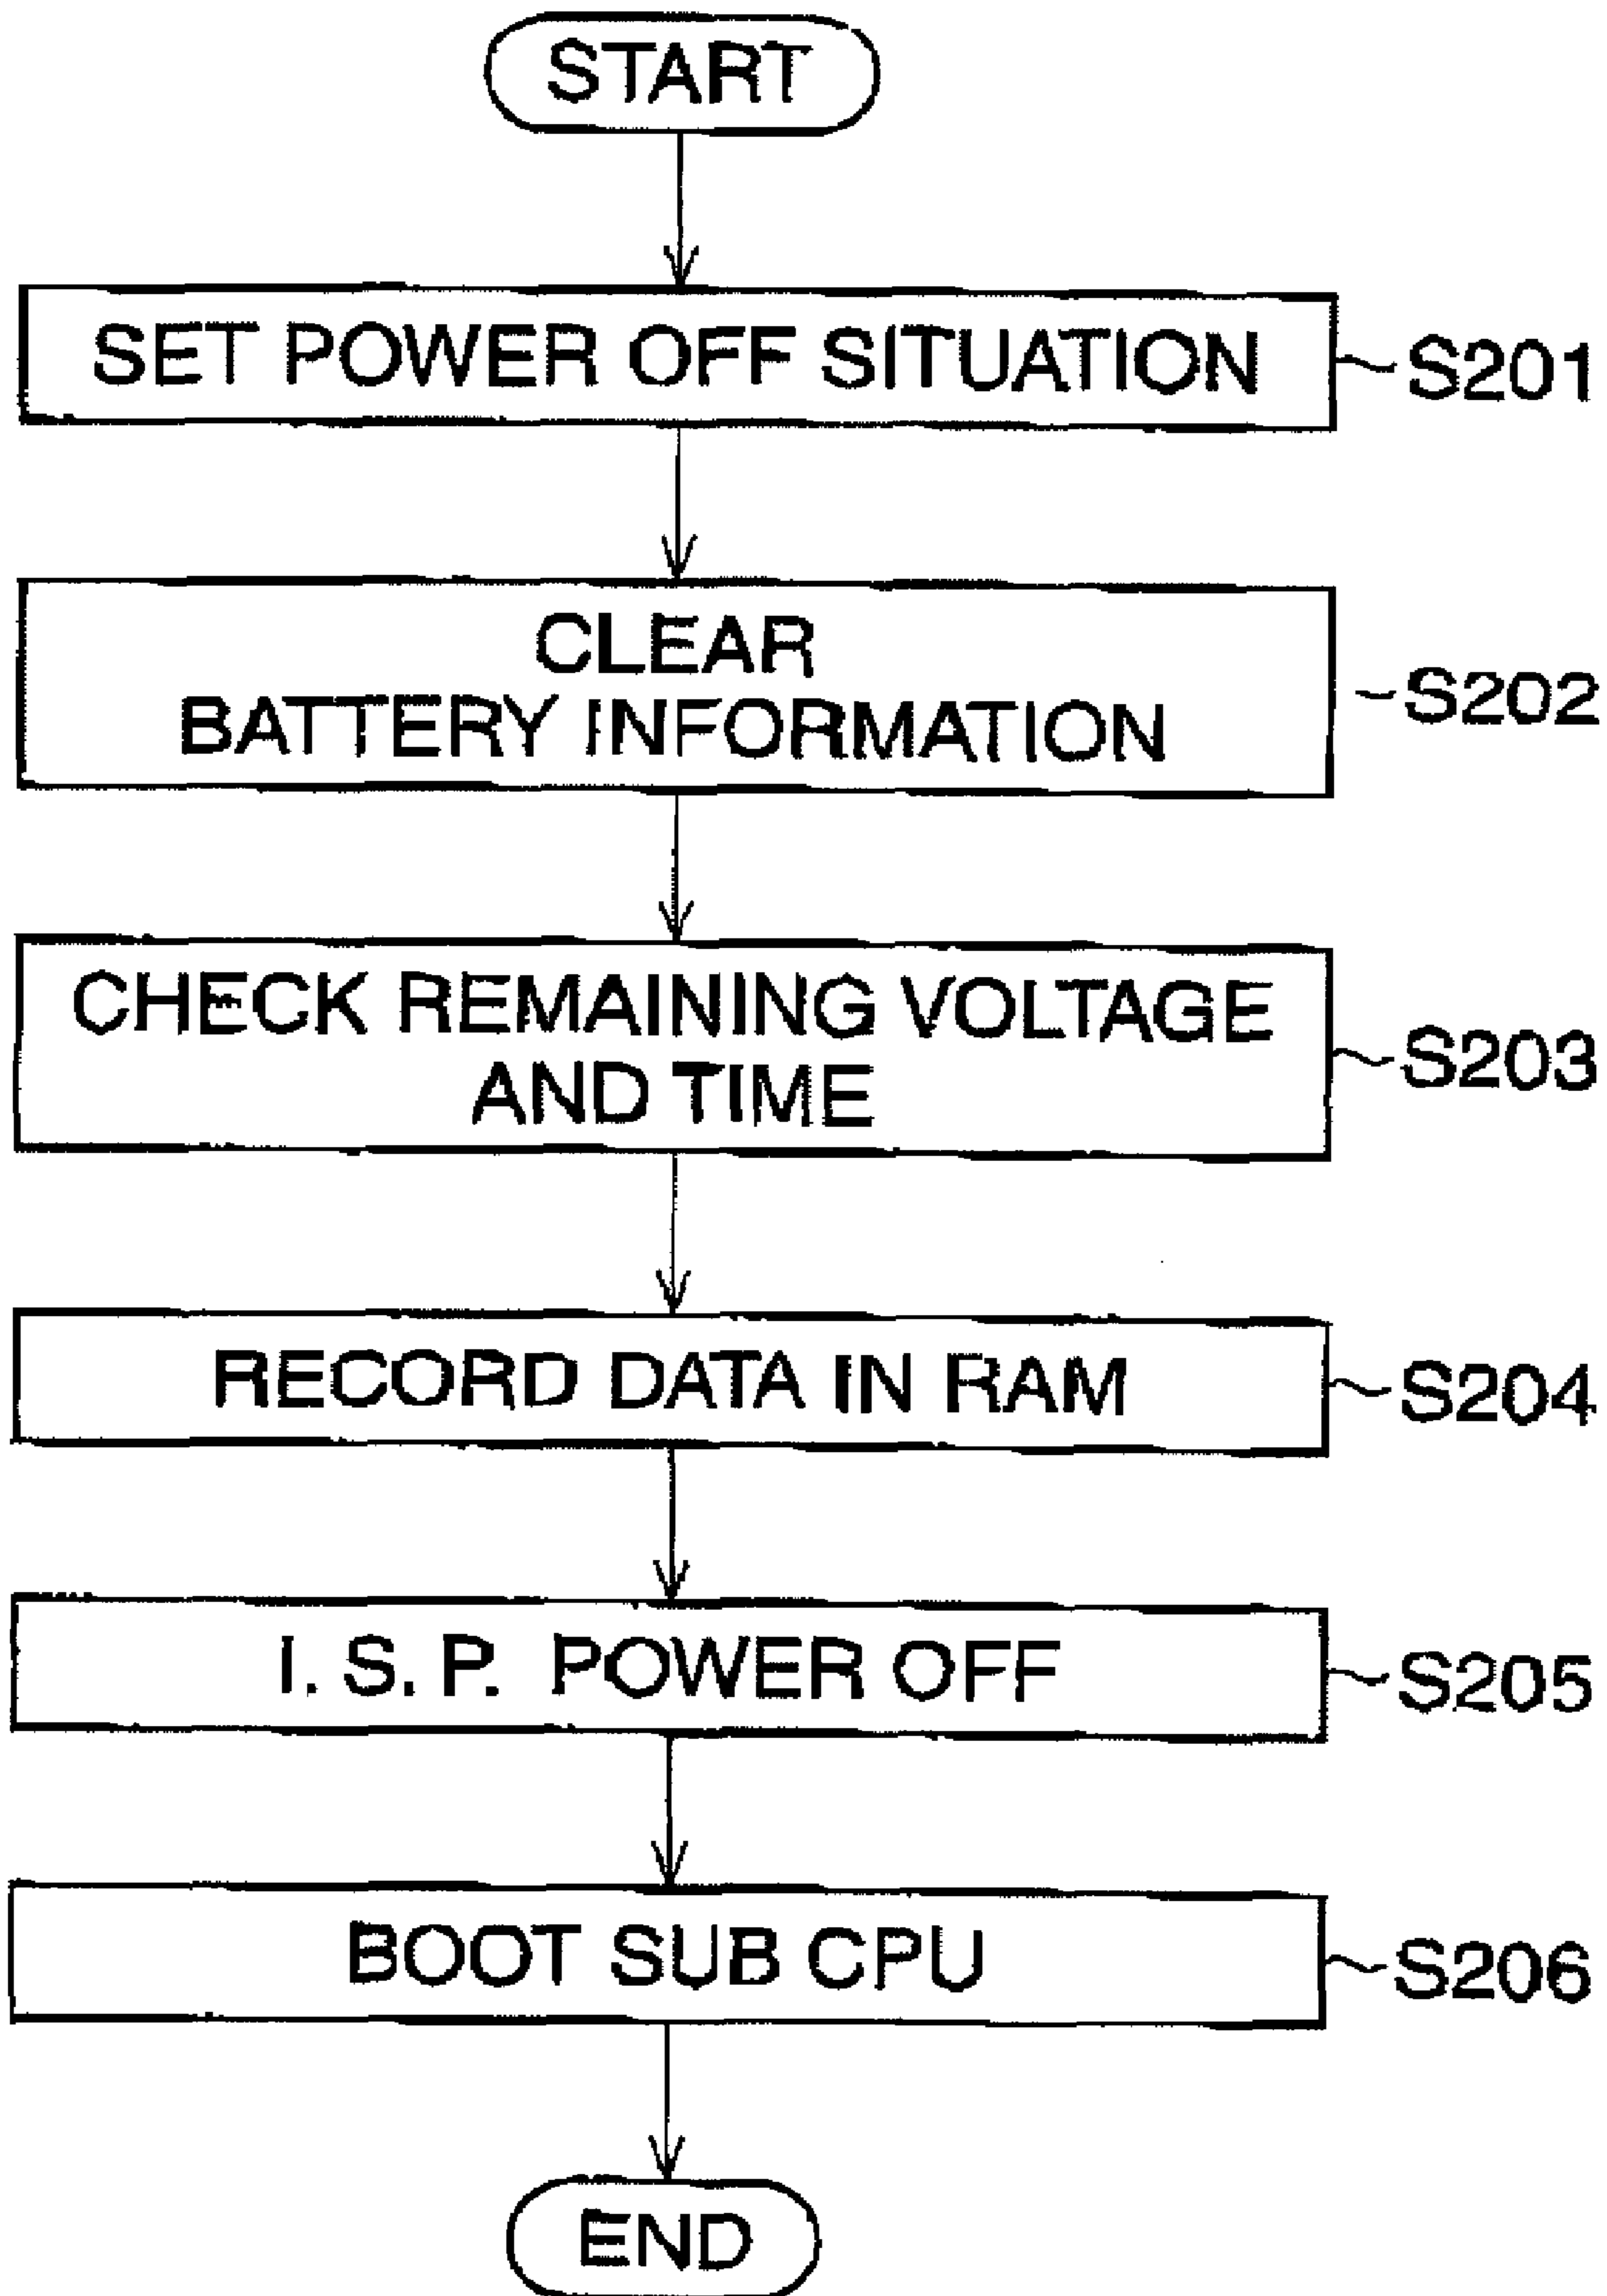 START
SET POWER OFF SITUATION
S201
CLEAR
BATTERY INFORMATION
S202
CHECK REMAINING VOLTAGE
AND TIME
S203
RECORD DATA IN RAM
S204
I. S. P. POWER OFF
S205
BOOT SUB CPU
S206
END